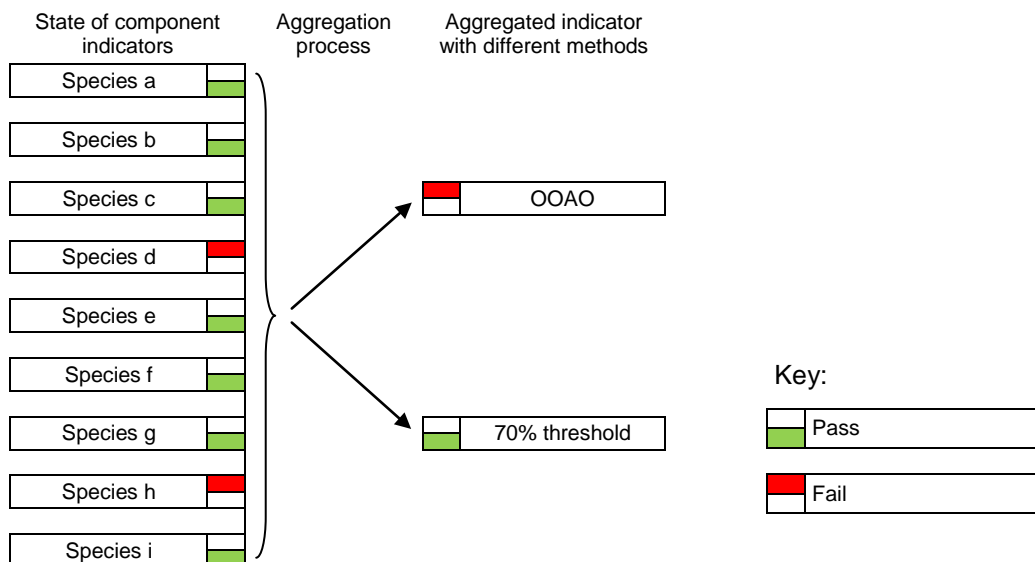 State of component
indicators
Aggregation
process
Aggregated indicator
with different methods
Species a
Species b
Species c
Species d
Species e
Species f
Species g
Species h
Species i
OOAO
70% threshold
Key:
Pass
Fail